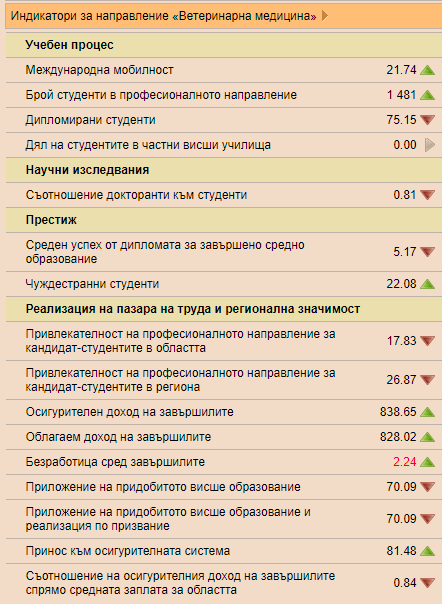 Индикатори за направление «Ветеринарна медицина»
Учебен процес
Международна мобилност 21.74
Брой студенти в професионалното направление 1 481
Дипломирани студенти 75.15
Дял на студентите в частни висши училища 0.00
Научни изследвания
Съотношение докторанти към студенти 0.81
Престиж
Среден успех от дипломата за завършено средно
образование 5.17
Чуждестранни студенти 22.08
Реализация на пазара на труда и регионална значимост
Привлекателност на професионалното направление за
кандидат-студентите в областта 17.83
Привлекателност на професионалното направление за
кандидат-студентите в региона 26.87
Осигурителен доход на завършилите 838.65
Облагаем доход на завършилите 828.02
Безработица сред завършилите 2.24
Приложение на придобитото висше образование 70.09
Приложение на придобитото висше образование и
реализация по призвание 70.09
Принос към осигурителната система 81.48
Съотношение на осигурителния доход на завършилите
спрямо средната заплата за областта 0.84